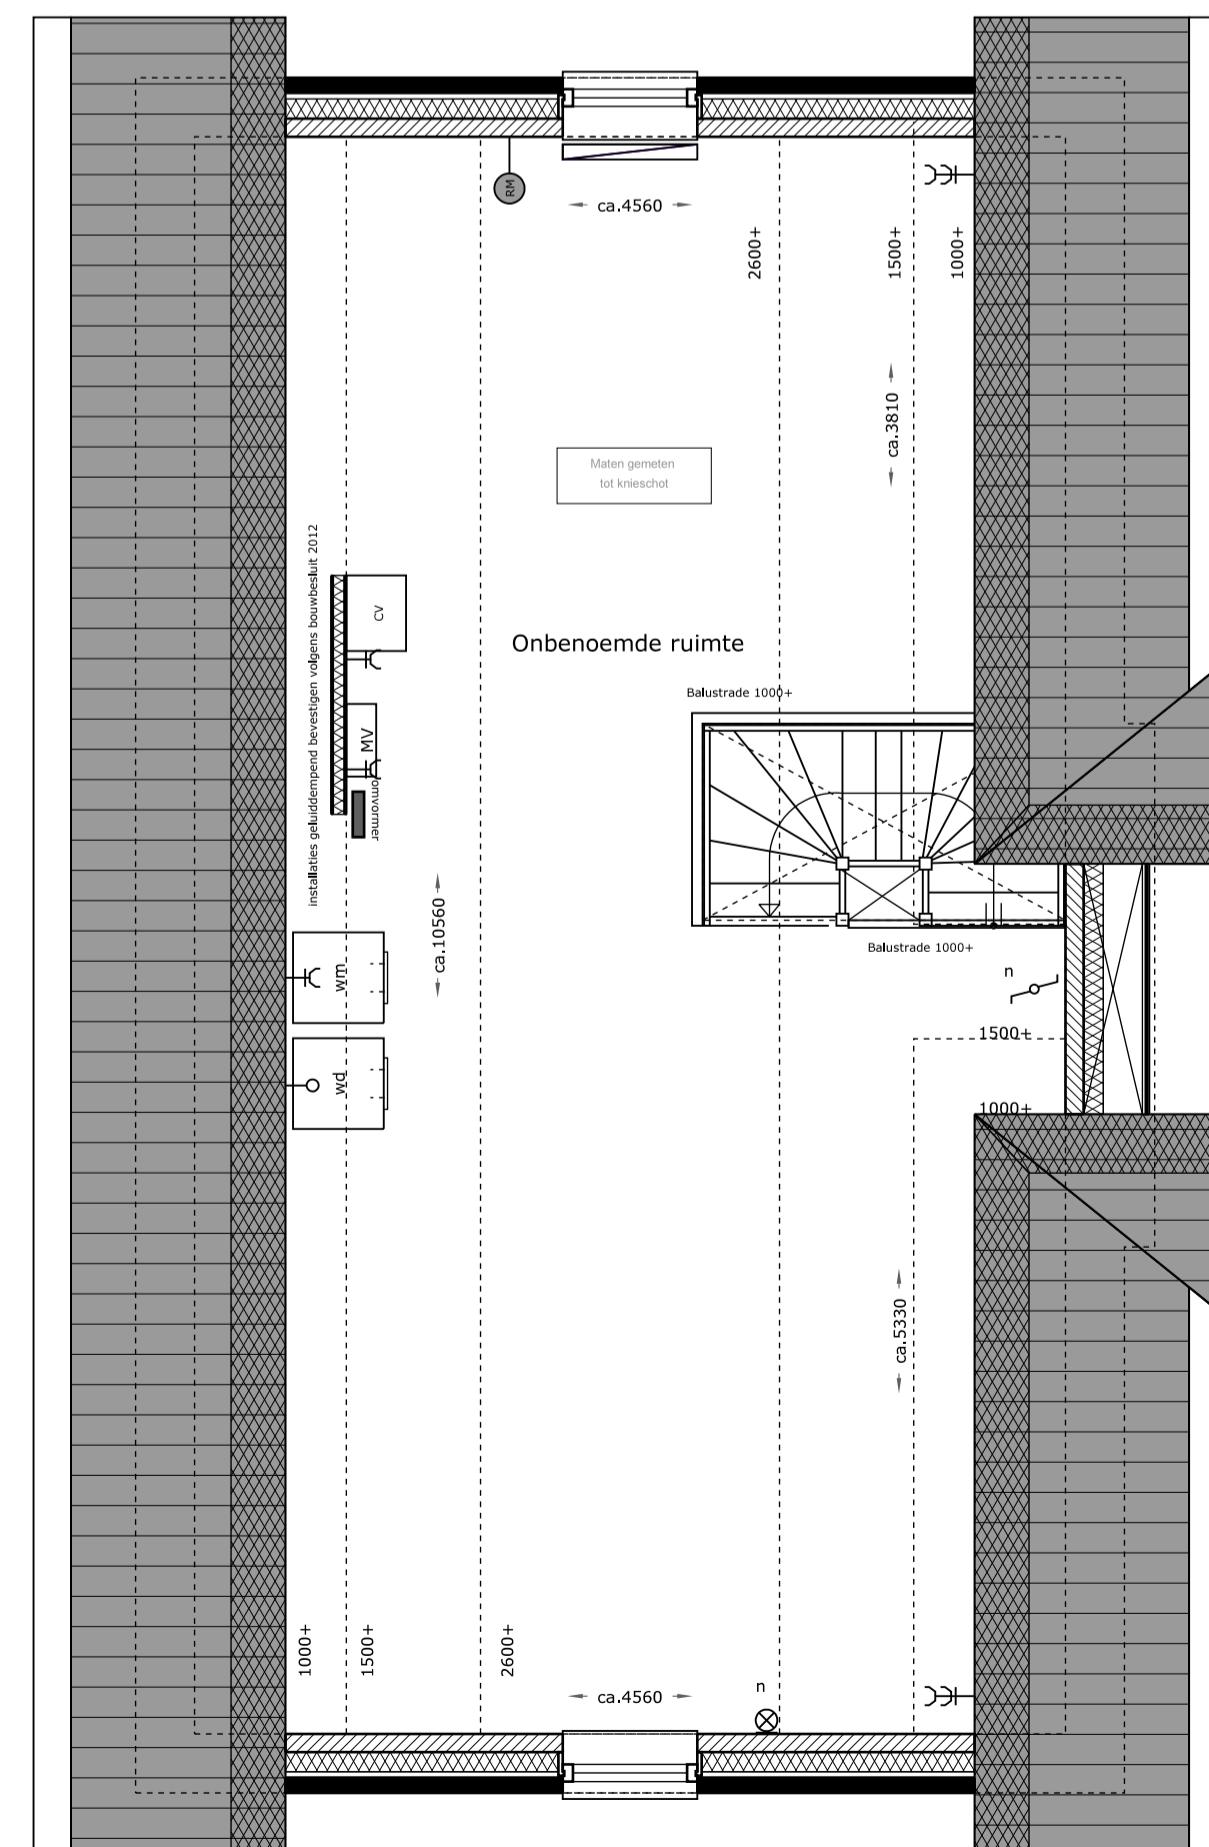 RM
ca.4560
2600+
1500+
1000+
ca.3810
Maten gemeten
tot knieschot
installaties geluiddempend bevestigen volgens bouwbesluit 2012
CV
Onbenoemde ruimte
Balustrade 1000+
MV
omvormer
ca.10560
Balustrade 1000+
wm
n
1500+
wd
1000+
ca.5330
1000+
1500+
2600+
ca.4560
n